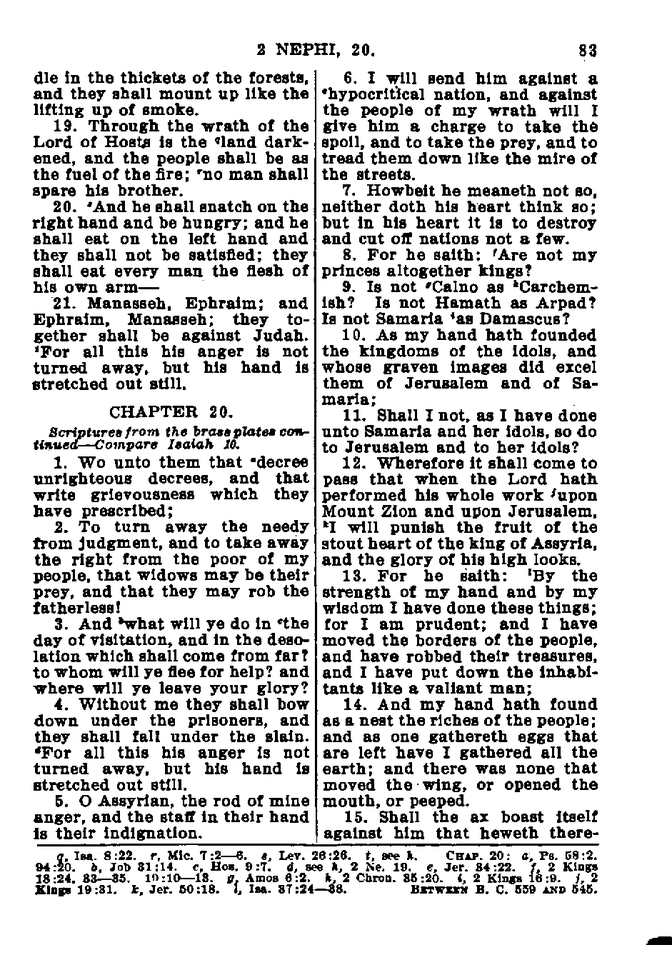 2 NEPHI, 20. 83
dle in the thickets of the forests,
and they shall mount up like the
lifting up of smoke.
19. Through the wrath of the
Lord of Hosts is the qland dark-
ened, and the people shall be as
the fuel of the fire; rno man shall
spare his brother.
20. sAnd he shall snatch on the
right hand and be hungry; and he
shall eat on the left hand and
they shall not be satisfied; they
shall eat every man the flesh of
his own arm—
21. Manasseh, Ephraim; and
Ephraim, Manasseh; they to-
gether shall be against Judah.
tFor all this his anger is not
turned away, but his hand is
stretched out still.
CHAPTER 20.
Scriptures from the brass plates con-
tinued—Compare Isaiah 10.
1. Wo unto them that adecree
unrighteous decrees, and that
write grievousness which they
have prescribed;
2. To turn away the needy
from judgment, and to take away
the right from the poor of my
people, that widows may be their
prey, and that they may rob the
fatherless!
3. And bwhat will ye do in cthe
day of visitation, and in the deso-
lation which shall come from far?
to whom will ye flee for help? and
where will ye leave your glory?
4. Without me they shall bow
down under the prisoners, and
they shall fall under the slain.
dFor all this his anger is not
turned away, but his hand is
stretched out still.
5. O Assyrian, the rod of mine
anger, and the staff in their hand
is their indignation.
6. I will send him against a
ehypocritical nation, and against
the people of my wrath will I
give him a charge to take the
spoil, and to take the prey, and to
tread them down like the mire of
the streets.
7. Howbeit he meaneth not so,
neither doth his heart think so;
but in his heart it is to destroy
and cut off nations not a few.
8. For he saith: fAre not my
princes altogether kings?
9. Is not gCalno as hCarchem-
ish? Is not Hamath as Arpad?
Is not Samaria ias Damascus?
10. As my hand hath founded
the kingdoms of the idols, and
whose graven images did excel
them of Jerusalem and of Sa-
maria;
11. Shall I not, as I have done
unto Samaria and her idols, so do
to Jerusalem and to her idols?
12. Wherefore it shall come to
pass that when the Lord hath
performed his whole work jupon
Mount Zion and upon Jerusalem,
kI will punish the fruit of the
stout heart of the king of Assyria,
and the glory of his high looks.
13. For he saith: lBy the
strength of my hand and by my
wisdom I have done these things;
for I am prudent; and I have
moved the borders of the people,
and have robbed their treasures,
and I have put down the inhabi-
tants like a valiant man;
14. And my hand hath found
as a nest the riches of the people;
and as one gathereth eggs that
are left have I gathered all the
earth; and there was none that
moved the wing, or opened the
mouth, or peeped.
15. Shall the ax boast itself
against him that heweth there-
q, Isa. 8:22. r, Mic. 7:2—6. s, Lev. 26:26. t, see h. CHAP. 20: a, Ps. 58:2.
94:20. b, Job 31:14. c, Hos. 9:7. d, see h, 2 Ne. 19. e, Jer. 34:22. f, 2 Kings
18:24, 33—35. 19:10—13. g, Amos 6:2. h, 2 Chron. 35:20. i, 2 Kings 16:9. j, 2
Kings 19:31. k, Jer. 50:18. l, Isa. 37:24—38. BETWEEN B. C. 559 AND 545.